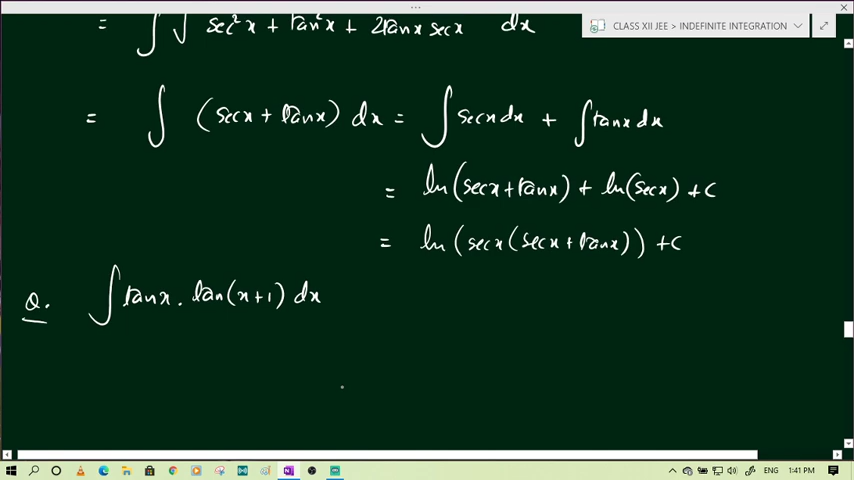 ...
CLASS XII JEE > INDEFINITE INTEGRATION
= ∫ √ sec²x + tan²x + 2tanx secx dx
= ∫ (secx + tanx) dx = ∫ secx dx + ∫ tanx dx
= ln(secx + tanx) + ln(secx) + c
= ln(secx(secx + tanx)) + c
Q. ∫ tanx . tan(x+1) dx
ENG 1:41 PM